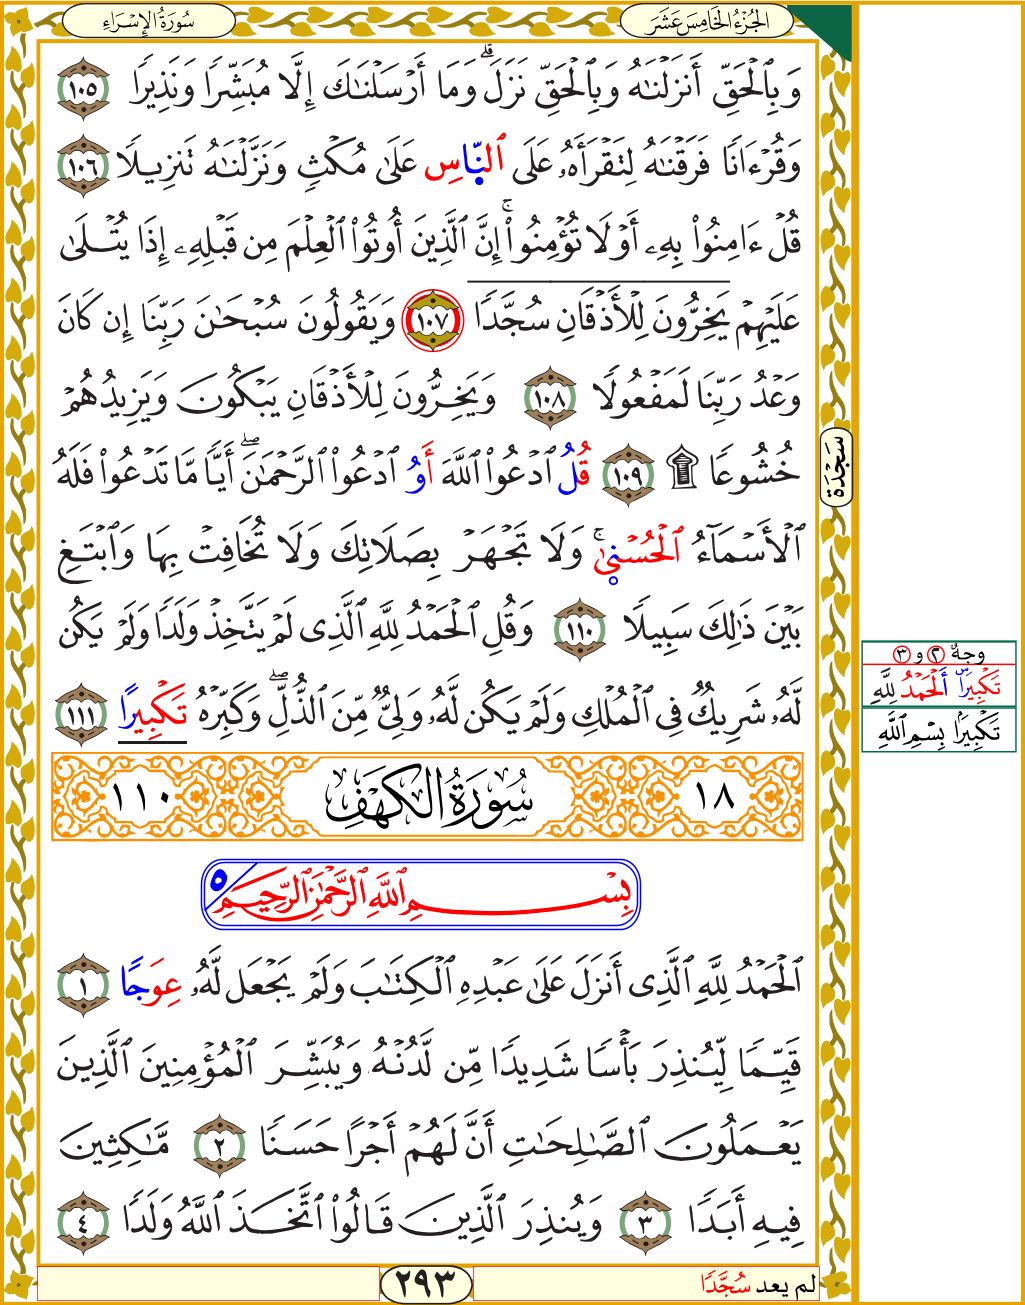 سُورَةُ الإِسْرَاءِ
الجُزْءُ الخَامِسَ عَشَرَ
وَبِٱلْحَقِّ أَنزَلْنَـٰهُ وَبِٱلْحَقِّ نَزَلَ ۗ وَمَا أَرْسَلْنَـٰكَ إِلَّا مُبَشِّرًا وَنَذِيرًا ١٠٥
وَقُرْءَانًا فَرَقْنَـٰهُ لِتَقْرَأَهُۥ عَلَى ٱلنَّاسِ عَلَىٰ مُكْثٍ وَنَزَّلْنَـٰهُ تَنزِيلًا ١٠٦
قُلْ ءَامِنُوا۟ بِهِۦ أَوْ لَا تُؤْمِنُوٓا۟ ۚ إِنَّ ٱلَّذِينَ أُوتُوا۟ ٱلْعِلْمَ مِن قَبْلِهِۦ إِذَا يُتْلَىٰ
عَلَيْهِمْ يَخِرُّونَ لِلْأَذْقَانِ سُجَّدًا ١٠٧ وَيَقُولُونَ سُبْحَـٰنَ رَبِّنَا إِن كَانَ
وَعْدُ رَبِّنَا لَمَفْعُولًا ١٠٨ وَيَخِرُّونَ لِلْأَذْقَانِ يَبْكُونَ وَيَزِيدُهُمْ
خُشُوعًا ۩ ١٠٩ قُلُ ٱدْعُوا۟ ٱللَّهَ أَوُ ٱدْعُوا۟ ٱلرَّحْمَـٰنَ ۖ أَيًّا مَّا تَدْعُوا۟ فَلَهُ
ٱلْأَسْمَآءُ ٱلْحُسْنَىٰ ۚ وَلَا تَجْهَرْ بِصَلَاتِكَ وَلَا تُخَافِتْ بِهَا وَٱبْتَغِ
بَيْنَ ذَٰلِكَ سَبِيلًا ١١٠ وَقُلِ ٱلْحَمْدُ لِلَّهِ ٱلَّذِى لَمْ يَتَّخِذْ وَلَدًا وَلَمْ يَكُن
لَّهُۥ شَرِيكٌ فِى ٱلْمُلْكِ وَلَمْ يَكُن لَّهُۥ وَلِىٌّ مِّنَ ٱلذُّلِّ ۖ وَكَبِّرْهُ تَكْبِيرًا ١١١
١٨ سُورَةُ الكَهْفِ ١١٠
بِسْمِ ٱللَّهِ ٱلرَّحْمَـٰنِ ٱلرَّحِيمِ ٥
ٱلْحَمْدُ لِلَّهِ ٱلَّذِى أَنزَلَ عَلَىٰ عَبْدِهِ ٱلْكِتَـٰبَ وَلَمْ يَجْعَل لَّهُۥ عِوَجًا ١
قَيِّمًا لِّيُنذِرَ بَأْسًا شَدِيدًا مِّن لَّدُنْهُ وَيُبَشِّرَ ٱلْمُؤْمِنِينَ ٱلَّذِينَ
يَعْمَلُونَ ٱلصَّـٰلِحَـٰتِ أَنَّ لَهُمْ أَجْرًا حَسَنًا ٢ مَّـٰكِثِينَ
فِيهِ أَبَدًا ٣ وَيُنذِرَ ٱلَّذِينَ قَالُوا۟ ٱتَّخَذَ ٱللَّهُ وَلَدًا ٤
سَجْدَة
وجهٌ ٢ و ٣
تَكْبِيرًا ٱلْحَمْدُ لِلَّهِ
تَكْبِيرًا بِسْمِ ٱللَّهِ
لم يعد سُجَّدًا
٢٩٣